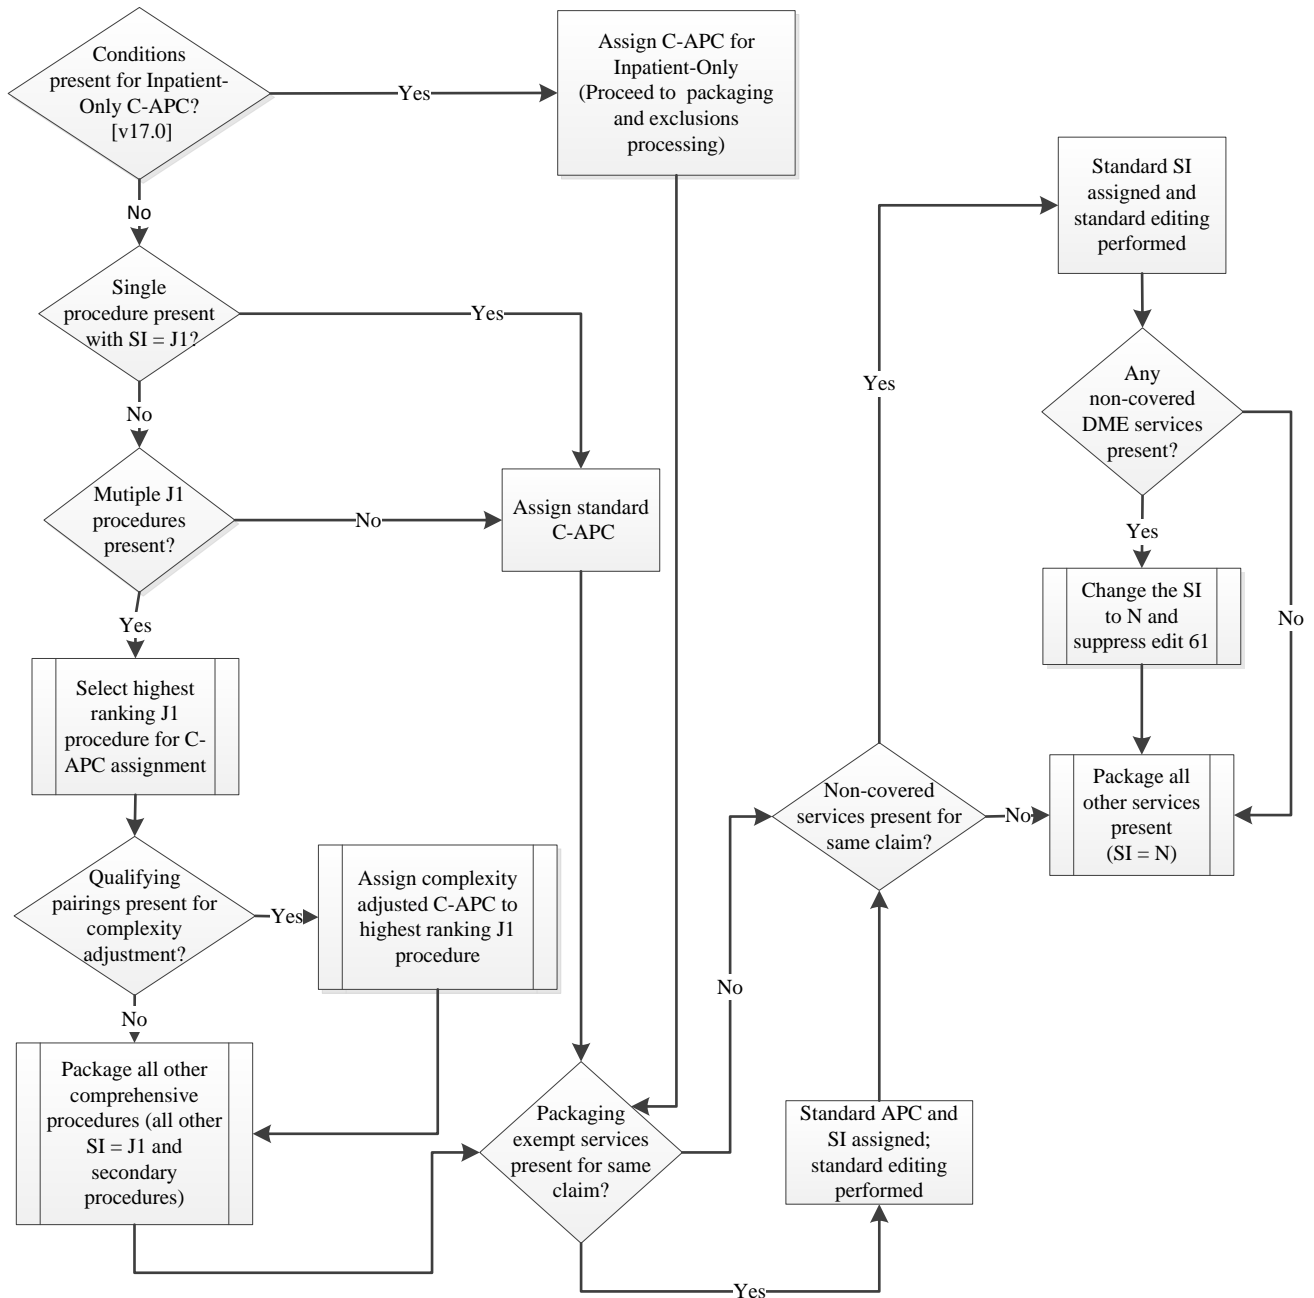 Conditions
present for Inpatient-
Only C-APC?
[v17.0]
Yes
Assign C-APC for
Inpatient-Only
(Proceed to packaging
and exclusions
processing)
No
Single
procedure present
with SI = J1?
Yes
No
Mutiple J1
procedures
present?
No
Assign standard
C-APC
Yes
Select highest
ranking J1
procedure for C-
APC assignment
Qualifying
pairings present for
complexity
adjustment?
Yes
Assign complexity
adjusted C-APC to
highest ranking J1
procedure
No
Package all other
comprehensive
procedures (all other
SI = J1 and
secondary
procedures)
Packaging
exempt services
present for same
claim?
No
Yes
Standard APC and
SI assigned;
standard editing
performed
Non-covered
services present for
same claim?
Yes
No
Standard SI
assigned and
standard editing
performed
Any
non-covered
DME services
present?
Yes
No
Change the SI
to N and
suppress edit 61
Package all
other services
present
(SI = N)